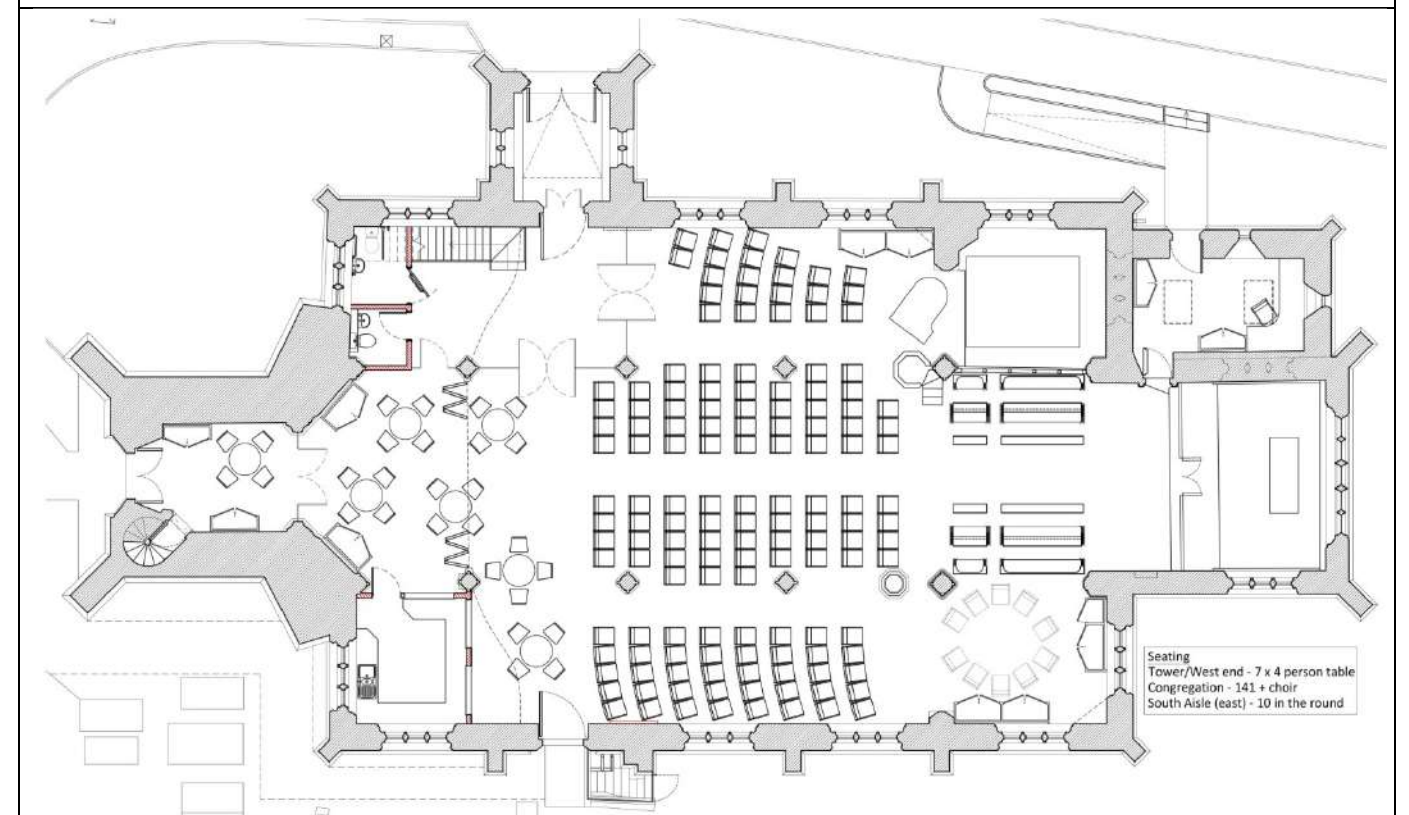 Seating
Tower/West end - 7 x 4 person table
Congregation - 141 + choir
South Aisle (east) - 10 in the round